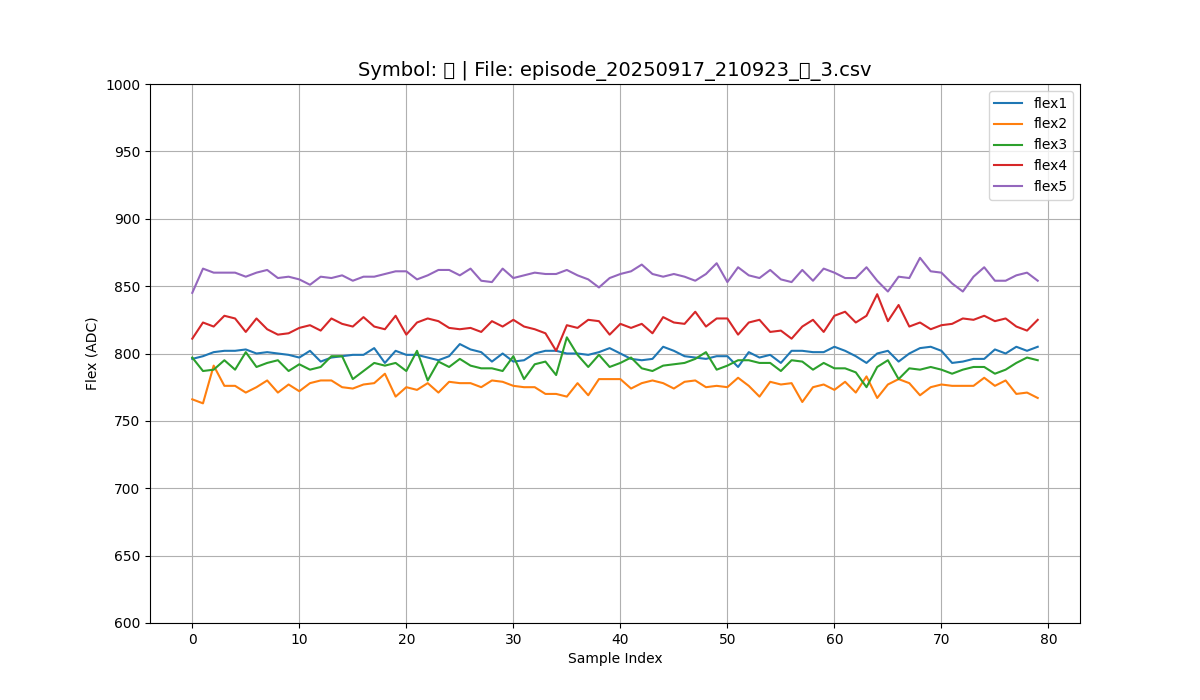 Symbol: | File: episode_20250917_210923_ _3.csv
flex1
flex2
flex3
flex4
flex5
Flex (ADC)
1000
950
900
850
800
750
700
650
600
0 10 20 30 40 50 60 70 80
Sample Index